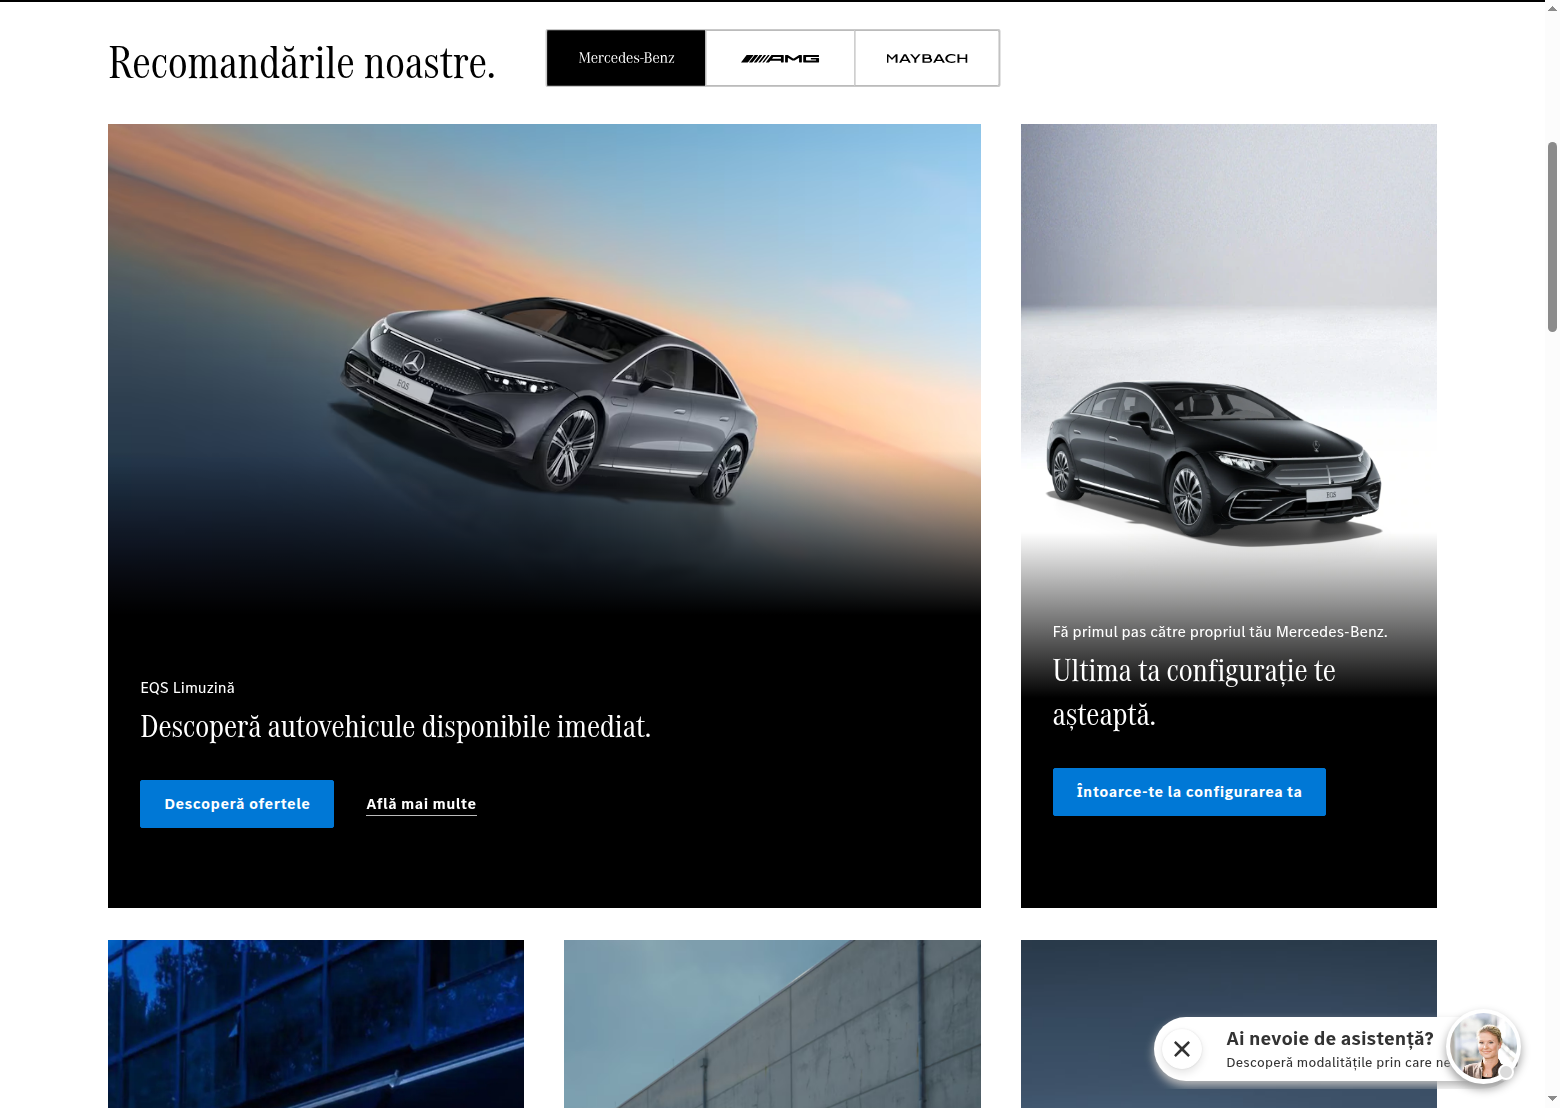 Recomandările noastre.
Mercedes-Benz
AMG
MAYBACH
EQS
EQS
EQS Limuzină
Descoperă autovehicule disponibile imediat.
Descoperă ofertele
Află mai multe
Fă primul pas către propriul tău Mercedes-Benz.
Ultima ta configurație te
așteaptă.
Întoarce-te la configurarea ta
Ai nevoie de asistență?
Descoperă modalitățile prin care ne